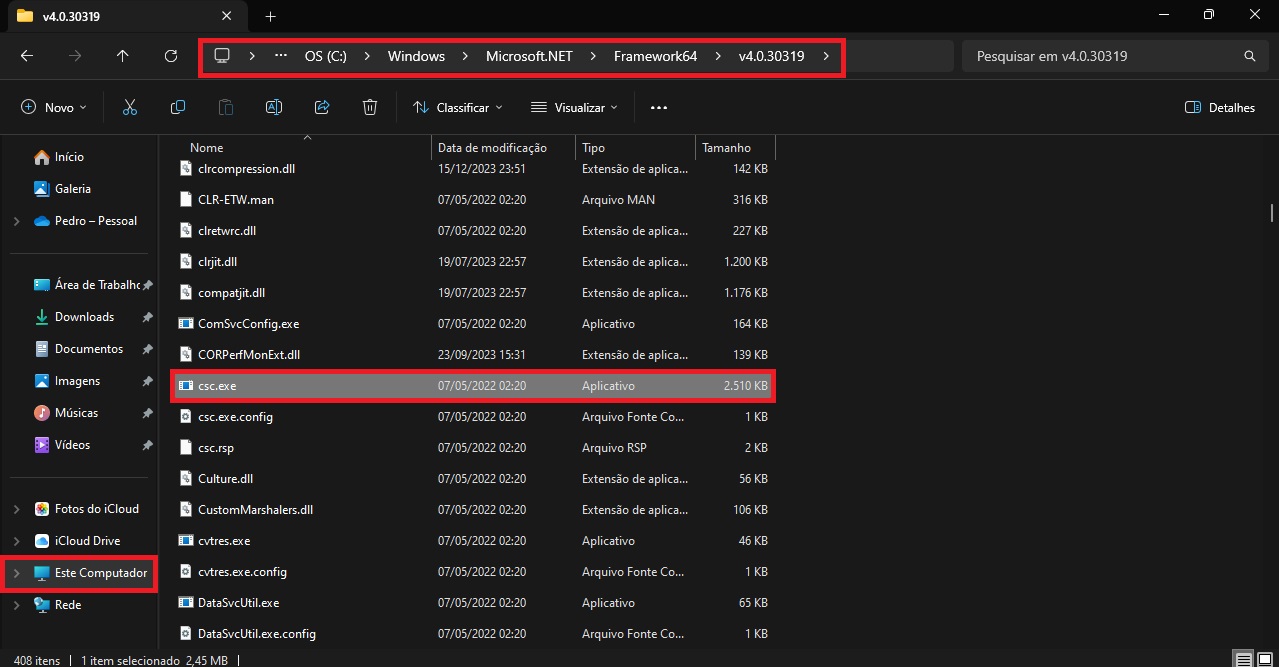 v4.0.30319
OS (C:) Windows Microsoft.NET Framework64 v4.0.30319
Pesquisar em v4.0.30319
Novo Classificar Visualizar Detalhes
Início
Galeria
Pedro – Pessoal
Área de Trabalho
Downloads
Documentos
Imagens
Músicas
Vídeos
Fotos do iCloud
iCloud Drive
Este Computador
Rede
Nome Data de modificação Tipo Tamanho
clrcompression.dll 15/12/2023 23:51 Extensão de aplica... 142 KB
CLR-ETW.man 07/05/2022 02:20 Arquivo MAN 316 KB
clretwrc.dll 07/05/2022 02:20 Extensão de aplica... 227 KB
clrjit.dll 19/07/2023 22:57 Extensão de aplica... 1.200 KB
compatjit.dll 19/07/2023 22:57 Extensão de aplica... 1.176 KB
ComSvcConfig.exe 07/05/2022 02:20 Aplicativo 164 KB
CORPerfMonExt.dll 23/09/2023 15:31 Extensão de aplica... 139 KB
csc.exe 07/05/2022 02:20 Aplicativo 2.510 KB
csc.exe.config 07/05/2022 02:20 Arquivo Fonte Co... 1 KB
csc.rsp 07/05/2022 02:20 Arquivo RSP 2 KB
Culture.dll 07/05/2022 02:20 Extensão de aplica... 56 KB
CustomMarshalers.dll 07/05/2022 02:20 Extensão de aplica... 106 KB
cvtres.exe 07/05/2022 02:20 Aplicativo 46 KB
cvtres.exe.config 07/05/2022 02:20 Arquivo Fonte Co... 1 KB
DataSvcUtil.exe 07/05/2022 02:20 Aplicativo 65 KB
DataSvcUtil.exe.config 07/05/2022 02:20 Arquivo Fonte Co... 1 KB
408 itens 1 item selecionado 2,45 MB